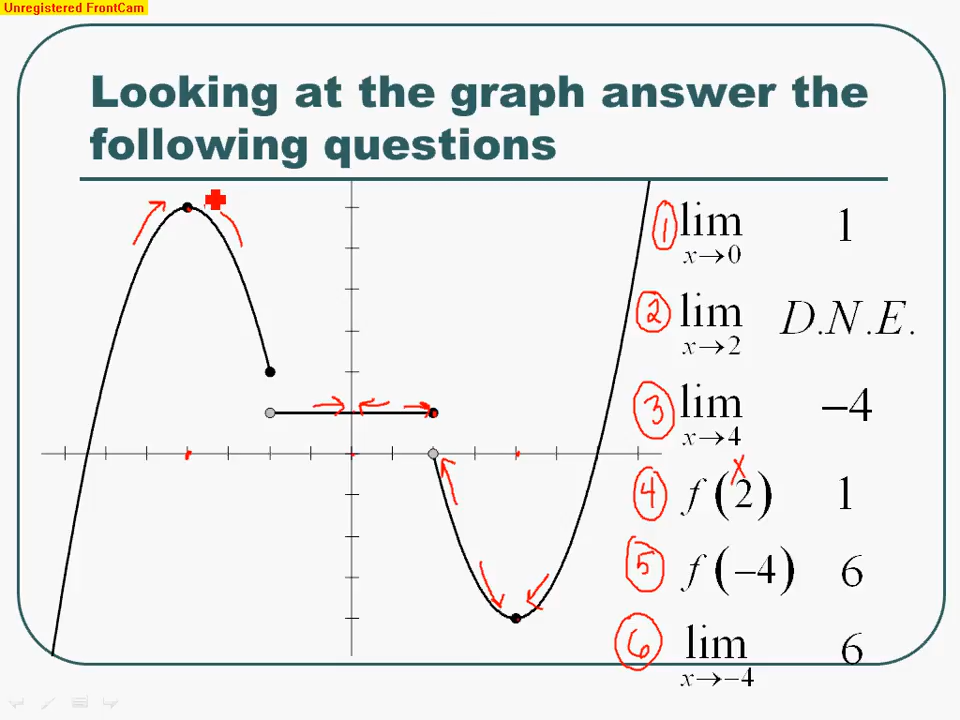 Unregistered FrontCam
Looking at the graph answer the
following questions
1 lim x→0 1
2 lim x→2 D.N.E.
3 lim x→4 −4
x
4 f(2) 1
5 f(−4) 6
6 lim x→−4 6